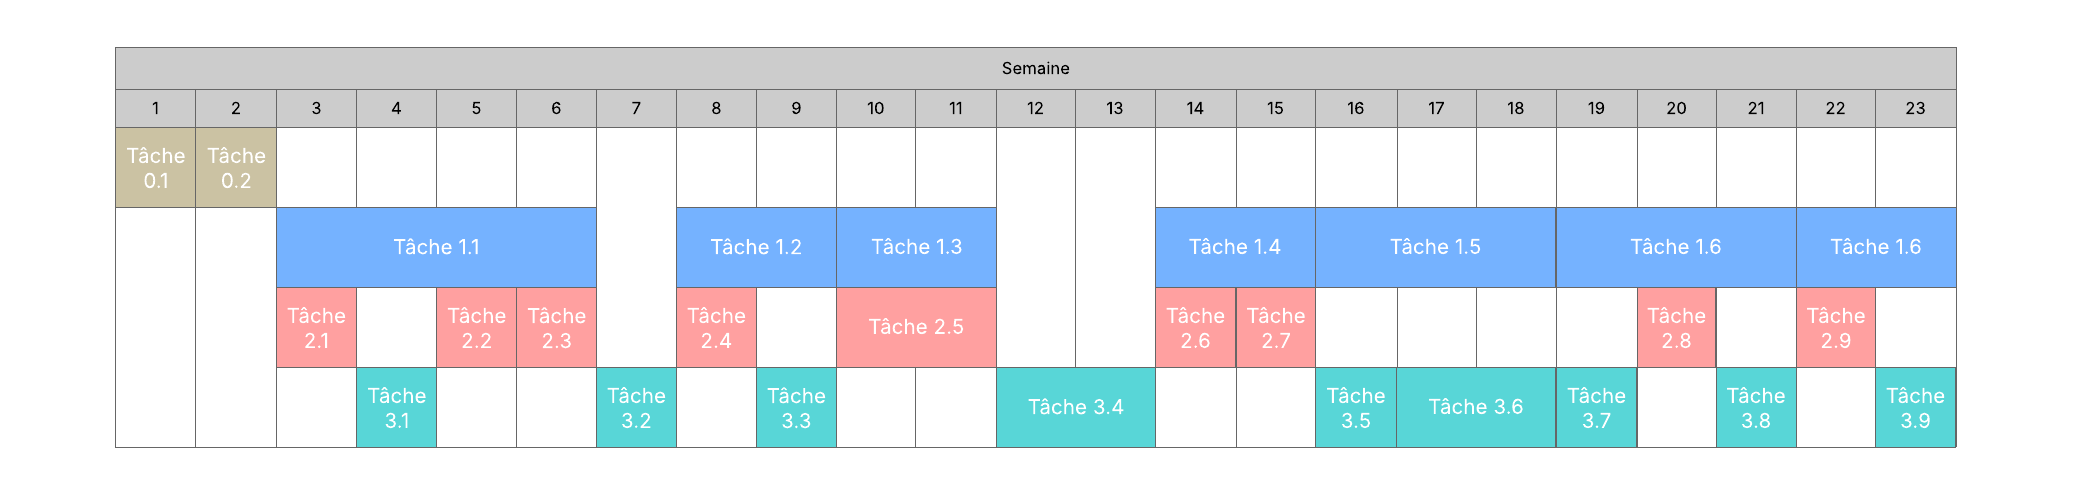 Semaine
1 2 3 4 5 6 7 8 9 10 11 12 13 14 15 16 17 18 19 20 21 22 23
Tâche
0.1
Tâche
0.2
Tâche 1.1
Tâche 1.2
Tâche 1.3
Tâche 1.4
Tâche 1.5
Tâche 1.6
Tâche 1.6
Tâche
2.1
Tâche
2.2
Tâche
2.3
Tâche
2.4
Tâche 2.5
Tâche
2.6
Tâche
2.7
Tâche
2.8
Tâche
2.9
Tâche
3.1
Tâche
3.2
Tâche
3.3
Tâche 3.4
Tâche
3.5
Tâche 3.6
Tâche
3.7
Tâche
3.8
Tâche
3.9